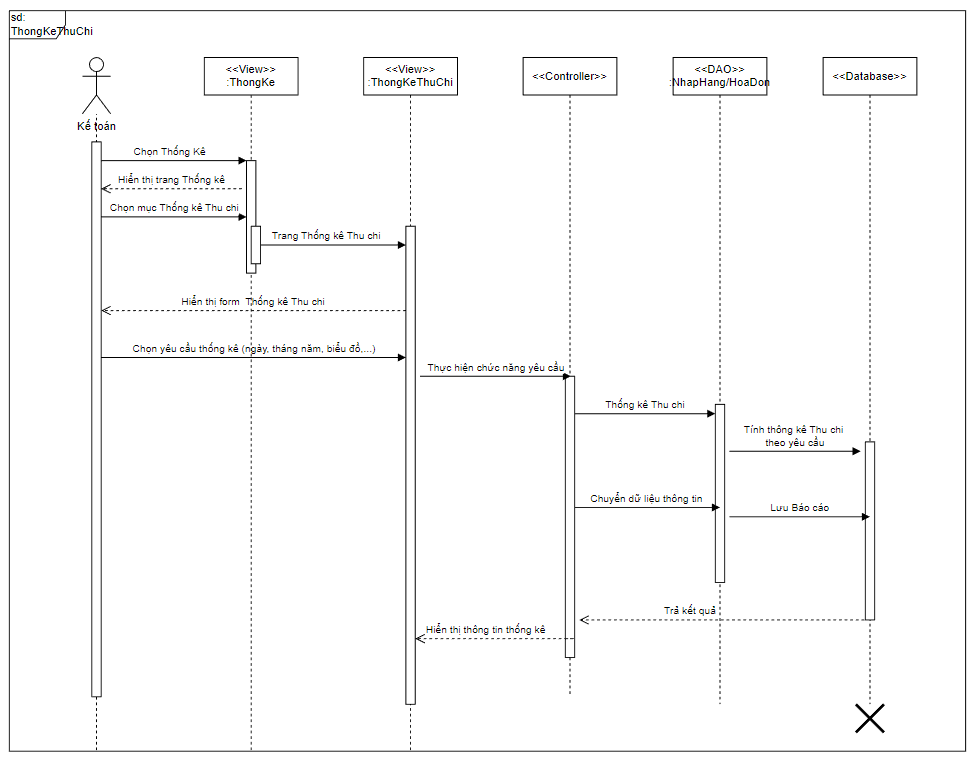 sd:
ThongKeThuChi
<<View>>
:ThongKe
<<View>>
:ThongKeThuChi
<<Controller>>
<<DAO>>
:NhapHang/HoaDon
<<Database>>
Kế toán
Chọn Thống Kê
Hiển thị trang Thống kê
Chọn mục Thống kê Thu chi
Trang Thống kê Thu chi
Hiển thị form Thống kê Thu chi
Chọn yêu cầu thống kê (ngày, tháng năm, biểu đồ,...)
Thực hiện chức năng yêu cầu
Thống kê Thu chi
Tính thông kê Thu chi
theo yêu cầu
Chuyển dữ liệu thông tin
Lưu Báo cáo
Trả kết quả
Hiển thị thông tin thống kê